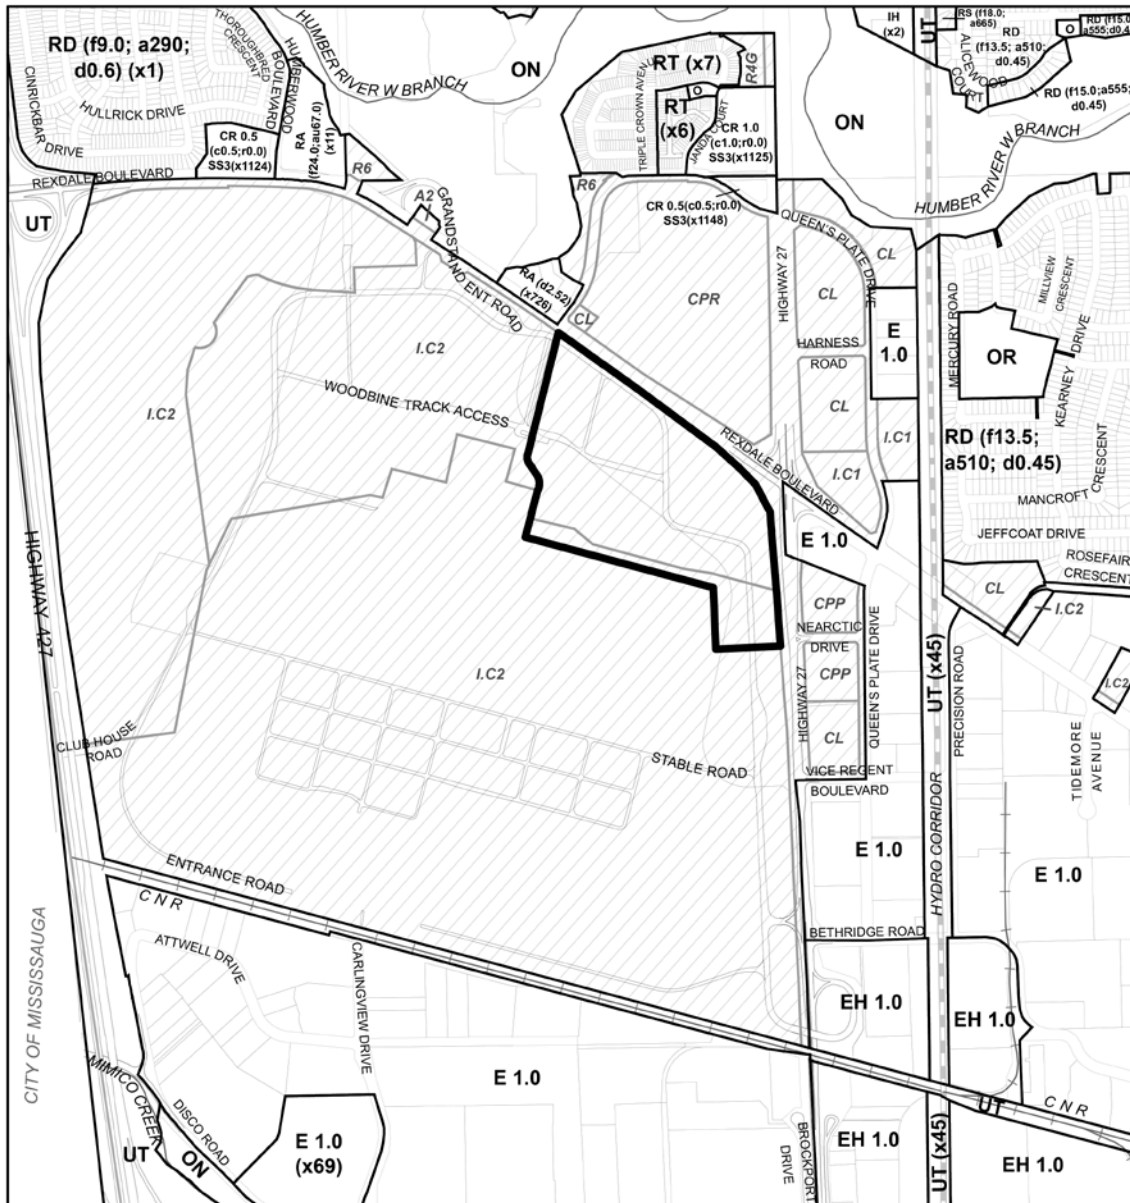 RD (f9.0; a290;
d0.6) (x1)
THOROUGHBRED
CRESCENT
BOULEVARD
HUMBERWOOD
CINRICKBAR
DRIVE
HULLRICK DRIVE
REXDALE BOULEVARD
CR 0.5
(c0.5;r0.0)
SS3(x1124)
RA
(f24.0;au67.0)
(x11)
R6
HUMBER RIVER W BRANCH
ON
TRIPLE CROWN AVENUE
RT (x7)
R4G
O
RT
(x6)
JANDA COURT
CR 1.0
(c1.0;r0.0)
SS3(x1125)
IH
(x2)
UT
RS (f18.0;
a665)
RD
(f13.5; a510;
d0.45)
O
RD (f15.0;
a555;d0.45)
ALICEWOOD
COURT
RD (f15.0;a555;
d0.45)
ON
HUMBER RIVER W BRANCH
UT
A2
GRANDSTAND ENT ROAD
R6
CR 0.5(c0.5;r0.0)
SS3(x1148)
QUEEN'S PLATE DRIVE
RA (d2.52)
(x726)
CL
CPR
HIGHWAY 27
CL
CL
HARNESS
ROAD
E
1.0
MERCURY ROAD
OR
MILLVIEW
CRESCENT
KEARNEY DRIVE
I.C2
I.C2
WOODBINE TRACK ACCESS
REXDALE BOULEVARD
CL
I.C1
I.C1
RD (f13.5;
a510; d0.45)
MANCROFT
CRESCENT
JEFFCOAT DRIVE
ROSEFAIR
CRESCENT
E 1.0
HIGHWAY 427
CL
I.C2
CPP
NEARCTIC
DRIVE
QUEEN'S PLATE DRIVE
CPP
I.C2
HIGHWAY 27
UT (x45)
PRECISION ROAD
I.C2
CL
CLUB HOUSE
ROAD
STABLE ROAD
VICE REGENT
BOULEVARD
TIDEMORE
AVENUE
HYDRO CORRIDOR
E 1.0
E 1.0
ENTRANCE ROAD
CNR
CITY OF MISSISSAUGA
ATTWELL DRIVE
CARLINGVIEW DRIVE
BETHRIDGE ROAD
EH 1.0
EH 1.0
MIMICO CREEK
DISCO ROAD
E 1.0
UT
CNR
UT
ON
E 1.0
(x69)
BROCKPORT
DRIVE
EH 1.0
UT (x45)
EH 1.0